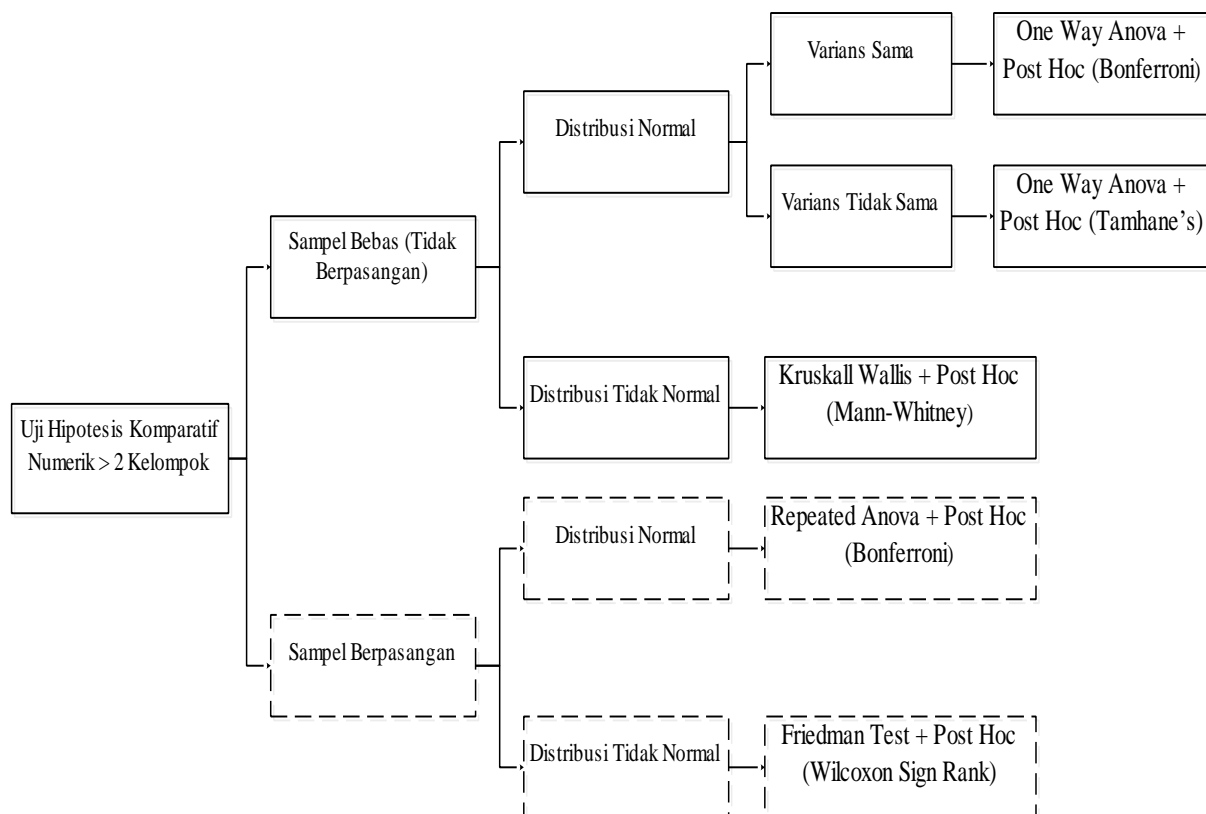 Uji Hipotesis Komparatif
Numerik > 2 Kelompok
Sampel Bebas (Tidak
Berpasangan)
Distribusi Normal
Varians Sama
One Way Anova +
Post Hoc (Bonferroni)
Varians Tidak Sama
One Way Anova +
Post Hoc (Tamhane's)
Distribusi Tidak Normal
Kruskall Wallis + Post Hoc
(Mann-Whitney)
Sampel Berpasangan
Distribusi Normal
Repeated Anova + Post Hoc
(Bonferroni)
Distribusi Tidak Normal
Friedman Test + Post Hoc
(Wilcoxon Sign Rank)